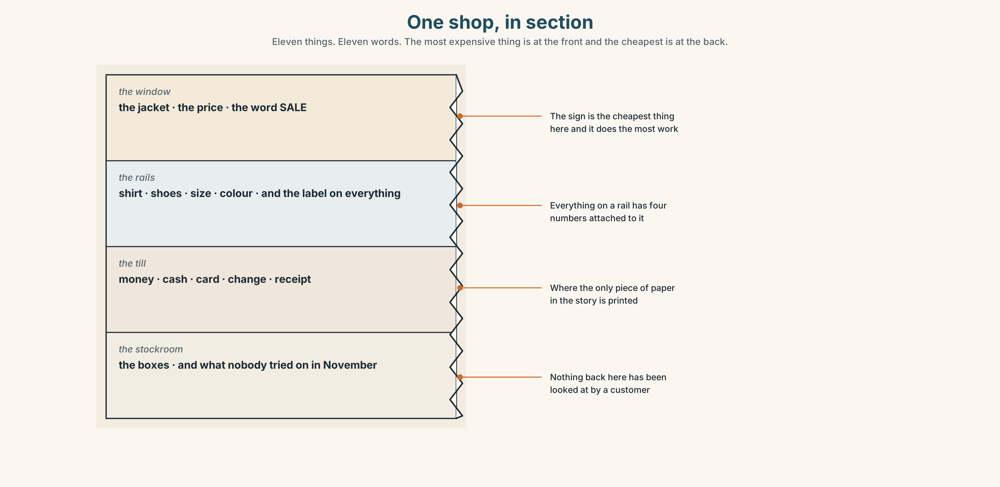 One shop, in section
Eleven things. Eleven words. The most expensive thing is at the front and the cheapest is at the back.
the window
the jacket · the price · the word SALE
The sign is the cheapest thing
here and it does the most work
the rails
shirt · shoes · size · colour · and the label on everything
Everything on a rail has four
numbers attached to it
the till
money · cash · card · change · receipt
Where the only piece of paper
in the story is printed
the stockroom
the boxes · and what nobody tried on in November
Nothing back here has been
looked at by a customer